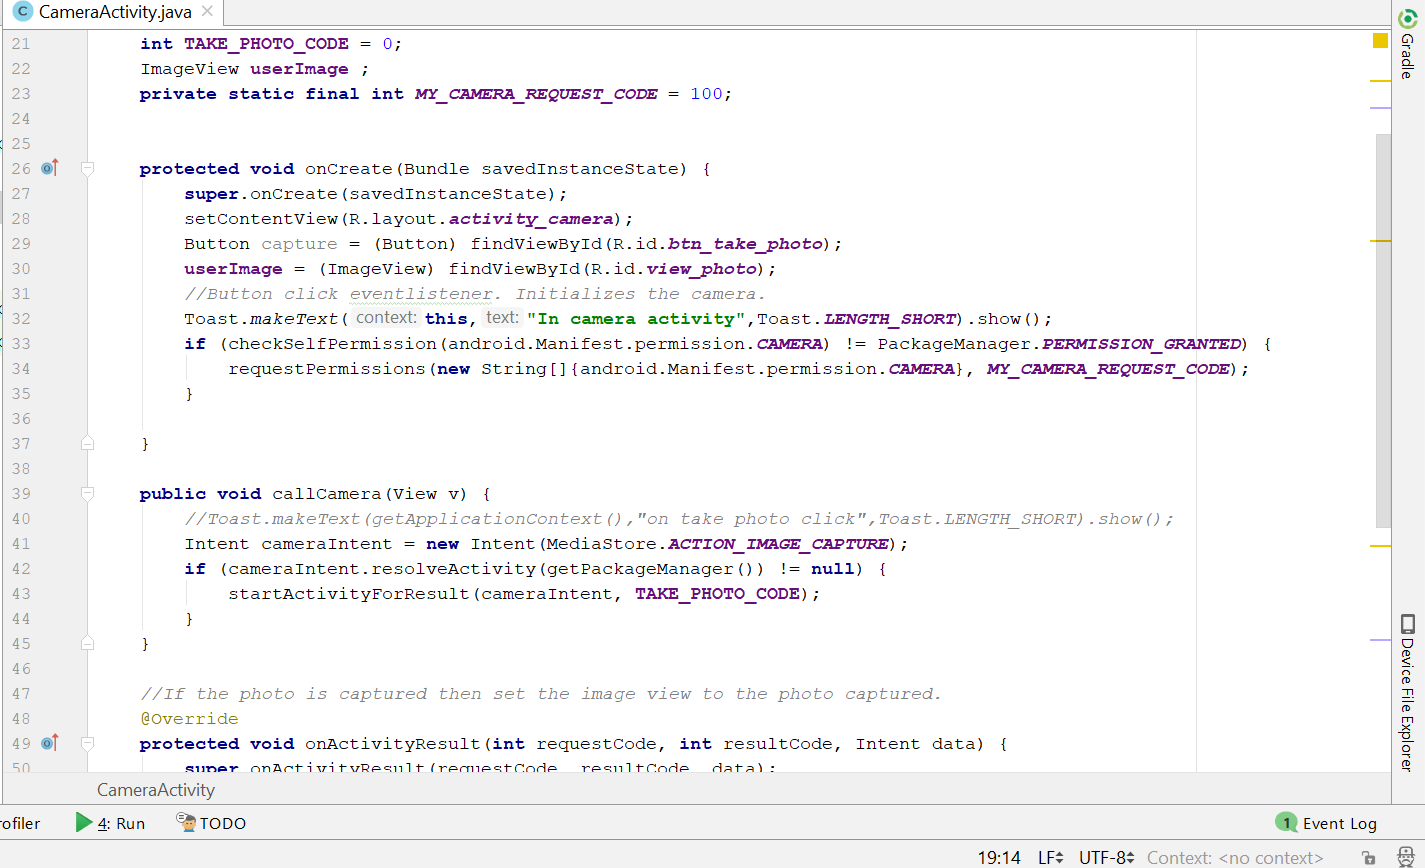 CameraActivity.java
21 int TAKE_PHOTO_CODE = 0;
22 ImageView userImage ;
23 private static final int MY_CAMERA_REQUEST_CODE = 100;
24
25
26 protected void onCreate(Bundle savedInstanceState) {
27 super.onCreate(savedInstanceState);
28 setContentView(R.layout.activity_camera);
29 Button capture = (Button) findViewById(R.id.btn_take_photo);
30 userImage = (ImageView) findViewById(R.id.view_photo);
31 //Button click eventlistener. Initializes the camera.
32 Toast.makeText( context: this, text: "In camera activity",Toast.LENGTH_SHORT).show();
33 if (checkSelfPermission(android.Manifest.permission.CAMERA) != PackageManager.PERMISSION_GRANTED) {
34 requestPermissions(new String[]{android.Manifest.permission.CAMERA}, MY_CAMERA_REQUEST_CODE);
35 }
36
37 }
38
39 public void callCamera(View v) {
40 //Toast.makeText(getApplicationContext(),"on take photo click",Toast.LENGTH_SHORT).show();
41 Intent cameraIntent = new Intent(MediaStore.ACTION_IMAGE_CAPTURE);
42 if (cameraIntent.resolveActivity(getPackageManager()) != null) {
43 startActivityForResult(cameraIntent, TAKE_PHOTO_CODE);
44 }
45 }
46
47 //If the photo is captured then set the image view to the photo captured.
48 @Override
49 protected void onActivityResult(int requestCode, int resultCode, Intent data) {
50 super.onActivityResult(requestCode, resultCode, data);
CameraActivity
Gradle
Device File Explorer
rofiler 4: Run TODO 1 Event Log
19:14 LF UTF-8 Context: <no context>